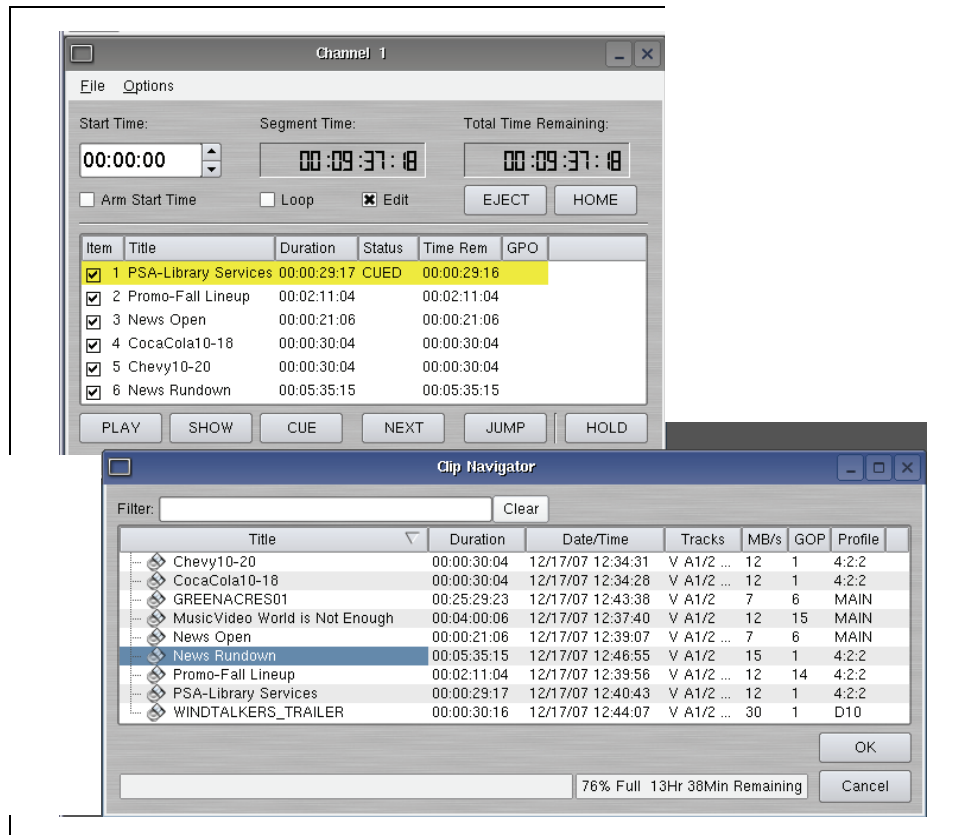 Channel 1
File Options
Start Time: Segment Time: Total Time Remaining:
00:00:00 00:09:37:18 00:09:37:18
Arm Start Time Loop Edit EJECT HOME
Item Title Duration Status Time Rem GPO
1 PSA-Library Services 00:00:29:17 CUED 00:00:29:16
2 Promo-Fall Lineup 00:02:11:04 00:02:11:04
3 News Open 00:00:21:06 00:00:21:06
4 CocaCola10-18 00:00:30:04 00:00:30:04
5 Chevy10-20 00:00:30:04 00:00:30:04
6 News Rundown 00:05:35:15 00:05:35:15
PLAY SHOW CUE NEXT JUMP HOLD
Clip Navigator
Filter: Clear
Title Duration Date/Time Tracks MB/s GOP Profile
Chevy10-20 00:00:30:04 12/17/07 12:34:31 V A1/2 ... 12 1 4:2:2
CocaCola10-18 00:00:30:04 12/17/07 12:34:28 V A1/2 ... 12 1 4:2:2
GREENACRES01 00:25:29:23 12/17/07 12:43:38 V A1/2 7 6 MAIN
MusicVideo World is Not Enough 00:04:00:06 12/17/07 12:37:40 V A1/2 12 15 MAIN
News Open 00:00:21:06 12/17/07 12:39:07 V A1/2 ... 7 6 MAIN
News Rundown 00:05:35:15 12/17/07 12:46:55 V A1/2 15 1 4:2:2
Promo-Fall Lineup 00:02:11:04 12/17/07 12:39:56 V A1/2 ... 12 14 4:2:2
PSA-Library Services 00:00:29:17 12/17/07 12:40:43 V A1/2 ... 12 1 4:2:2
WINDTALKERS_TRAILER 00:00:30:16 12/17/07 12:44:07 V A1/2 ... 30 1 D10
OK
76% Full 13Hr 38Min Remaining Cancel